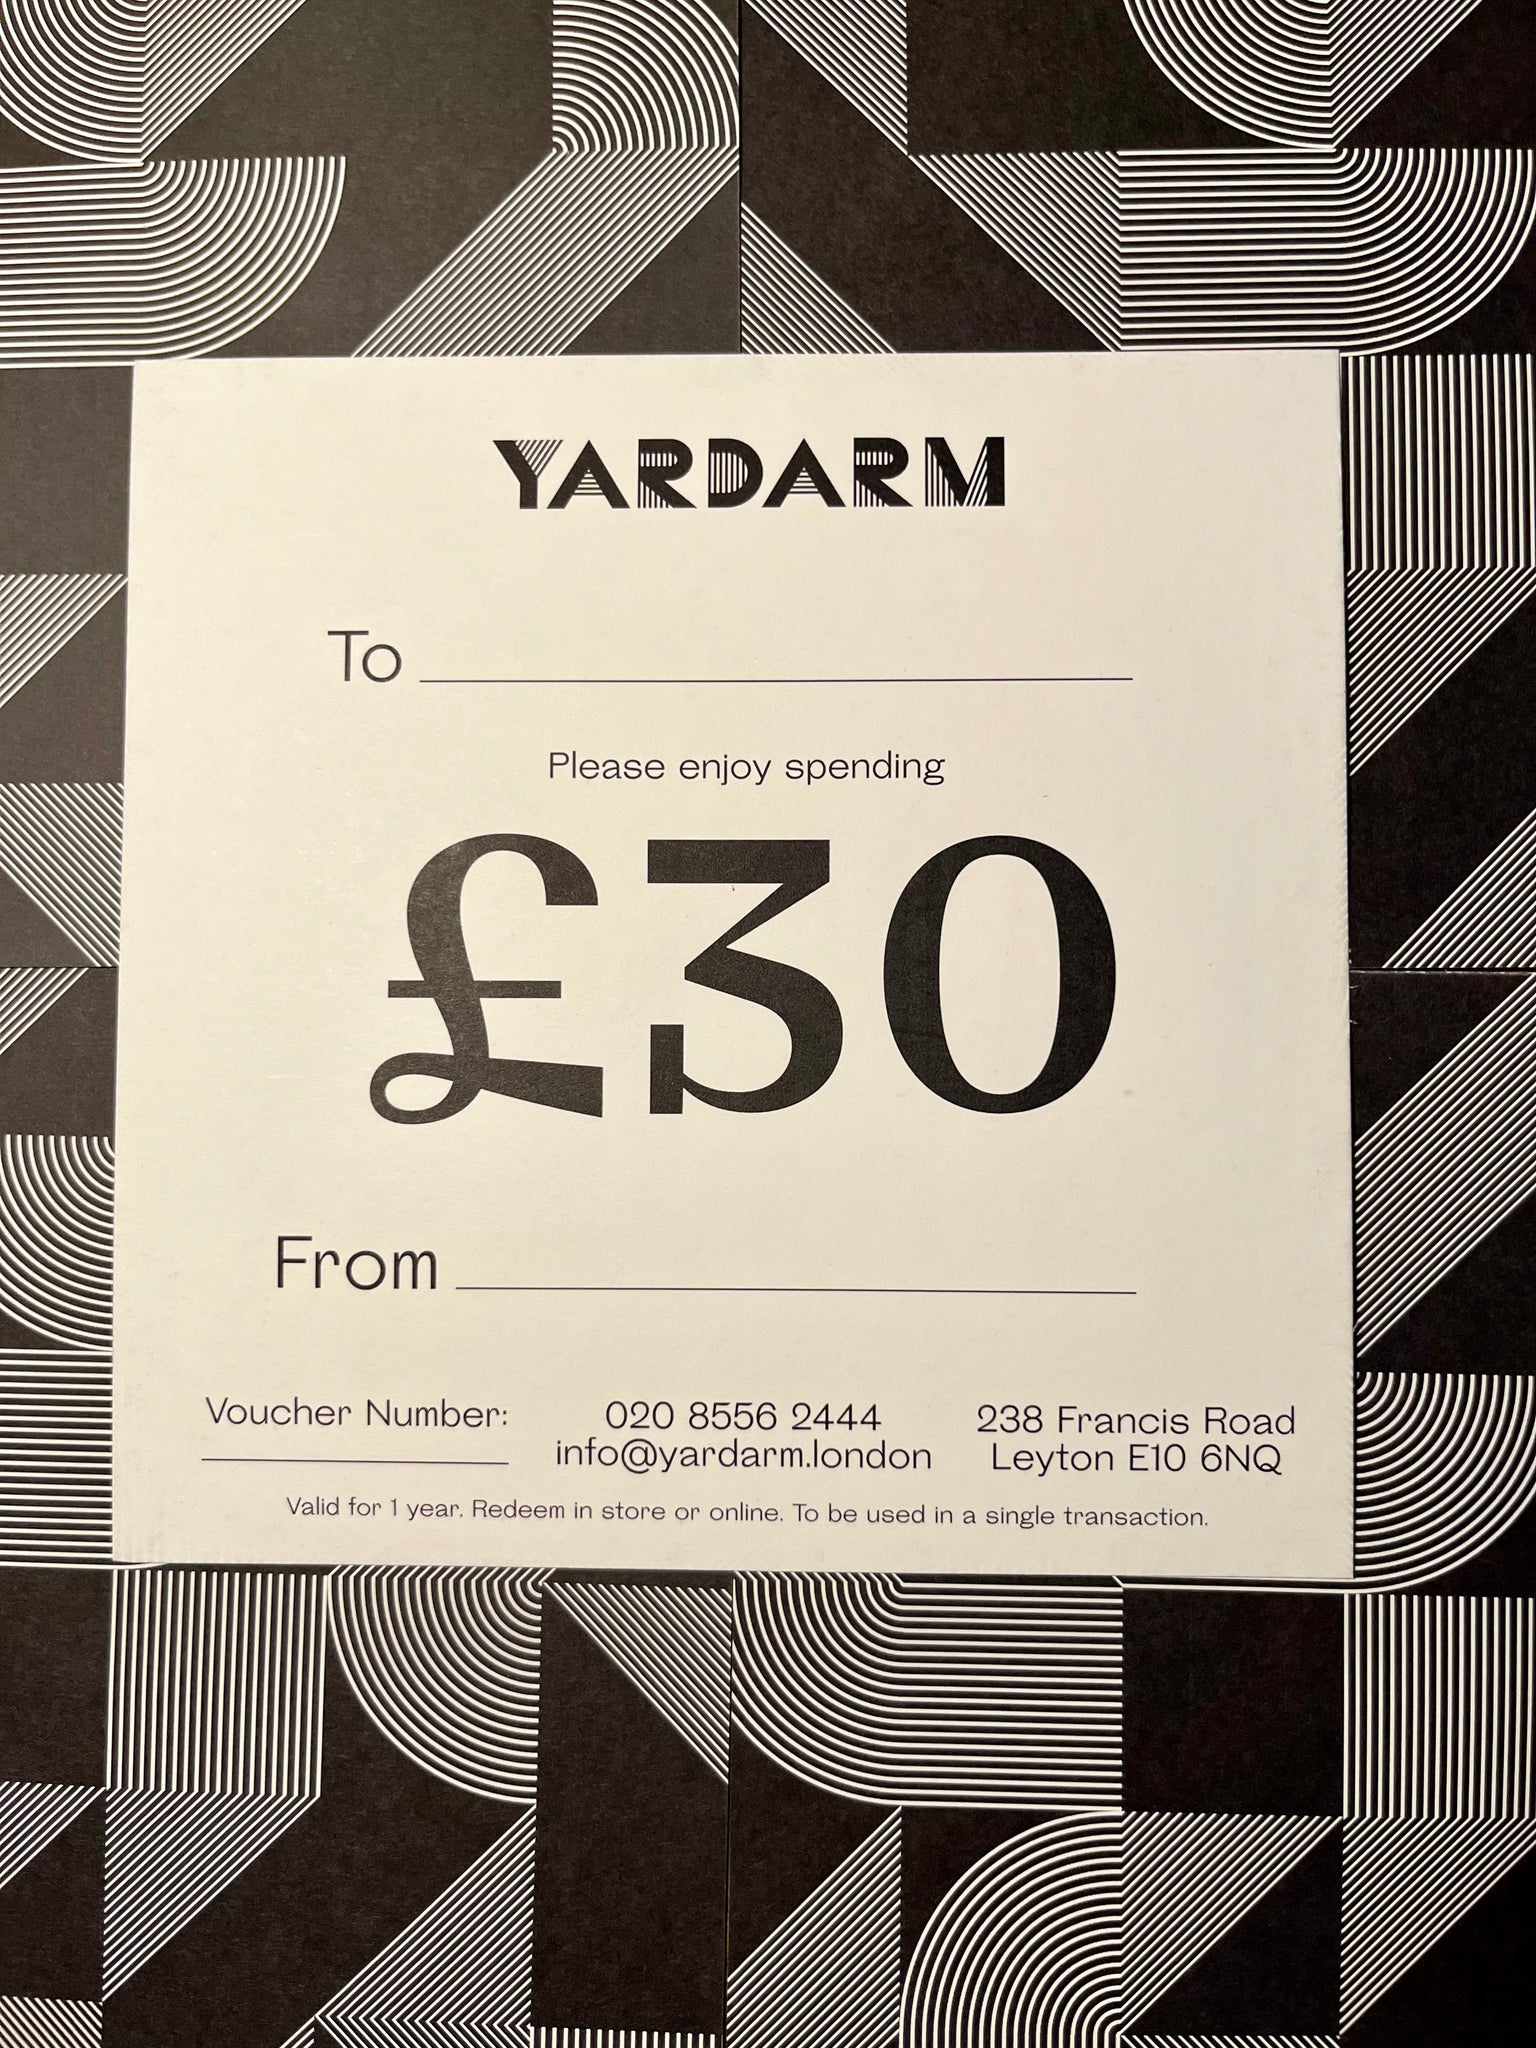 YARDARM
To
Please enjoy spending
£30
From
Voucher Number:
020 8556 2444
info@yardarm.london
238 Francis Road
Leyton E10 6NQ
Valid for 1 year. Redeem in store or online. To be used in a single transaction.